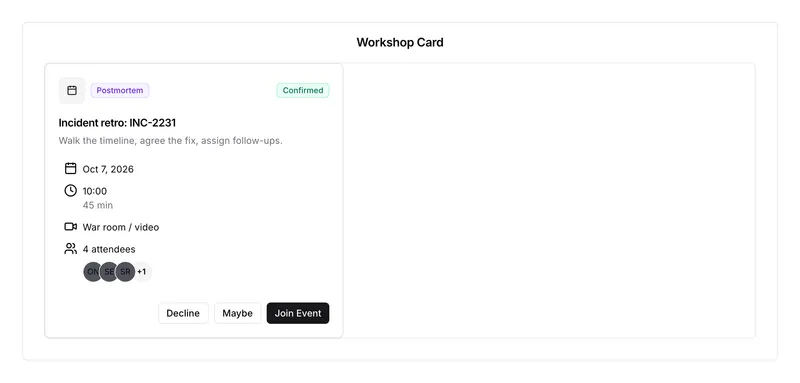 Workshop Card
Postmortem
Confirmed
Incident retro: INC-2231
Walk the timeline, agree the fix, assign follow-ups.
Oct 7, 2026
10:00
45 min
War room / video
4 attendees
ON SE SR +1
Decline Maybe Join Event